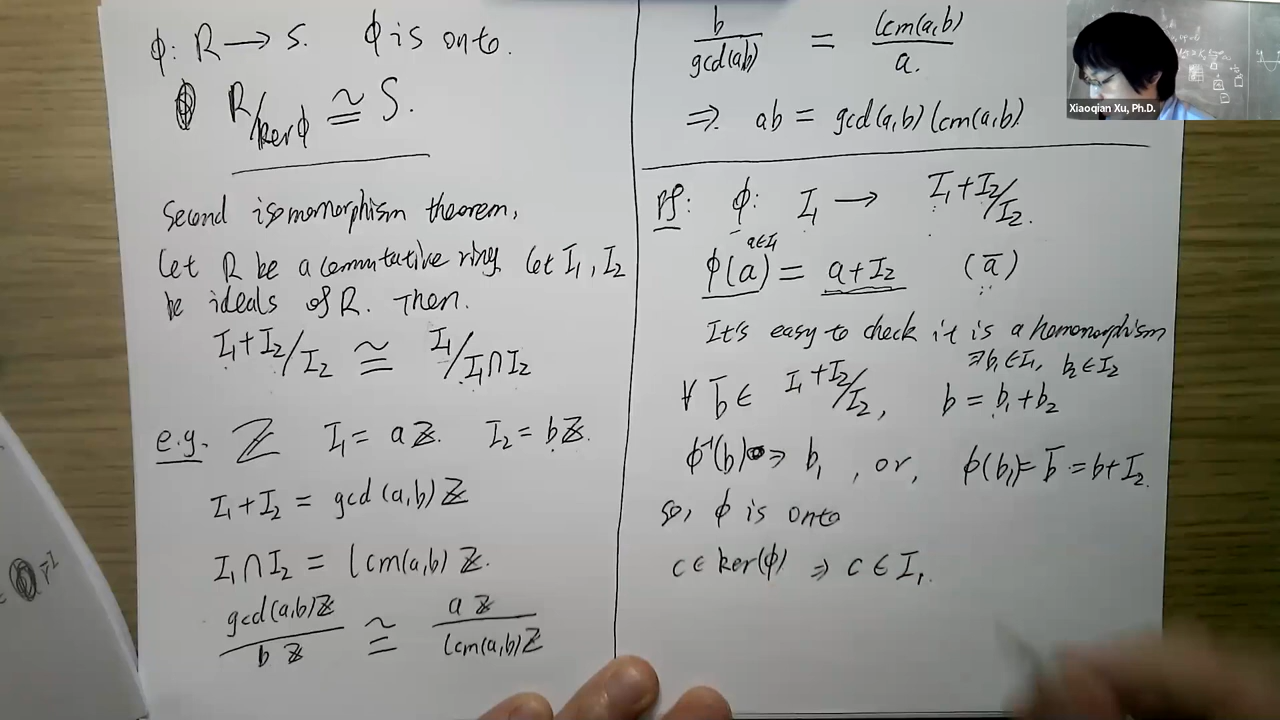 ϕ: R → S. ϕ is onto.
R/kerϕ ≅ S.
Second isomomorphism theorem,
Let R be a commutative ring. Let I₁, I₂
be ideals of R. Then.
I₁+I₂/I₂ ≅ I₁/I₁∩I₂
e.g. ℤ I₁ = aℤ. I₂ = bℤ.
I₁+I₂ = gcd(a,b)ℤ
I₁∩I₂ = lcm(a,b)ℤ.
gcd(a,b)ℤ / bℤ ≅ aℤ / lcm(a,b)ℤ
b / gcd(a,b) = lcm(a,b) / a.
⇒ ab = gcd(a,b) lcm(a,b)
Pf: ϕ: I₁ → I₁+I₂/I₂.
a∈I₁
ϕ(a) = a+I₂ (ā)
It's easy to check it is a homomorphism
∃b₁∈I₁, b₂∈I₂
∀ b̄ ∈ I₁+I₂/I₂, b = b₁+b₂
ϕ⁻¹(b) ⇒ b₁, or, ϕ(b₁) = b̄ = b+I₂.
so, ϕ is onto
c ∈ ker(ϕ) ⇒ c ∈ I₁.
Xiaoqian Xu, Ph.D.